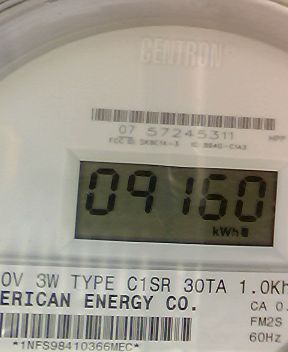 CENTRON
07 57245311
09160
kWh
0V 3W TYPE C1SR 30TA 1.0Kh
ERICAN ENERGY CO.
CA 0.
FM2S
*1NFS98410366MEC*
60Hz